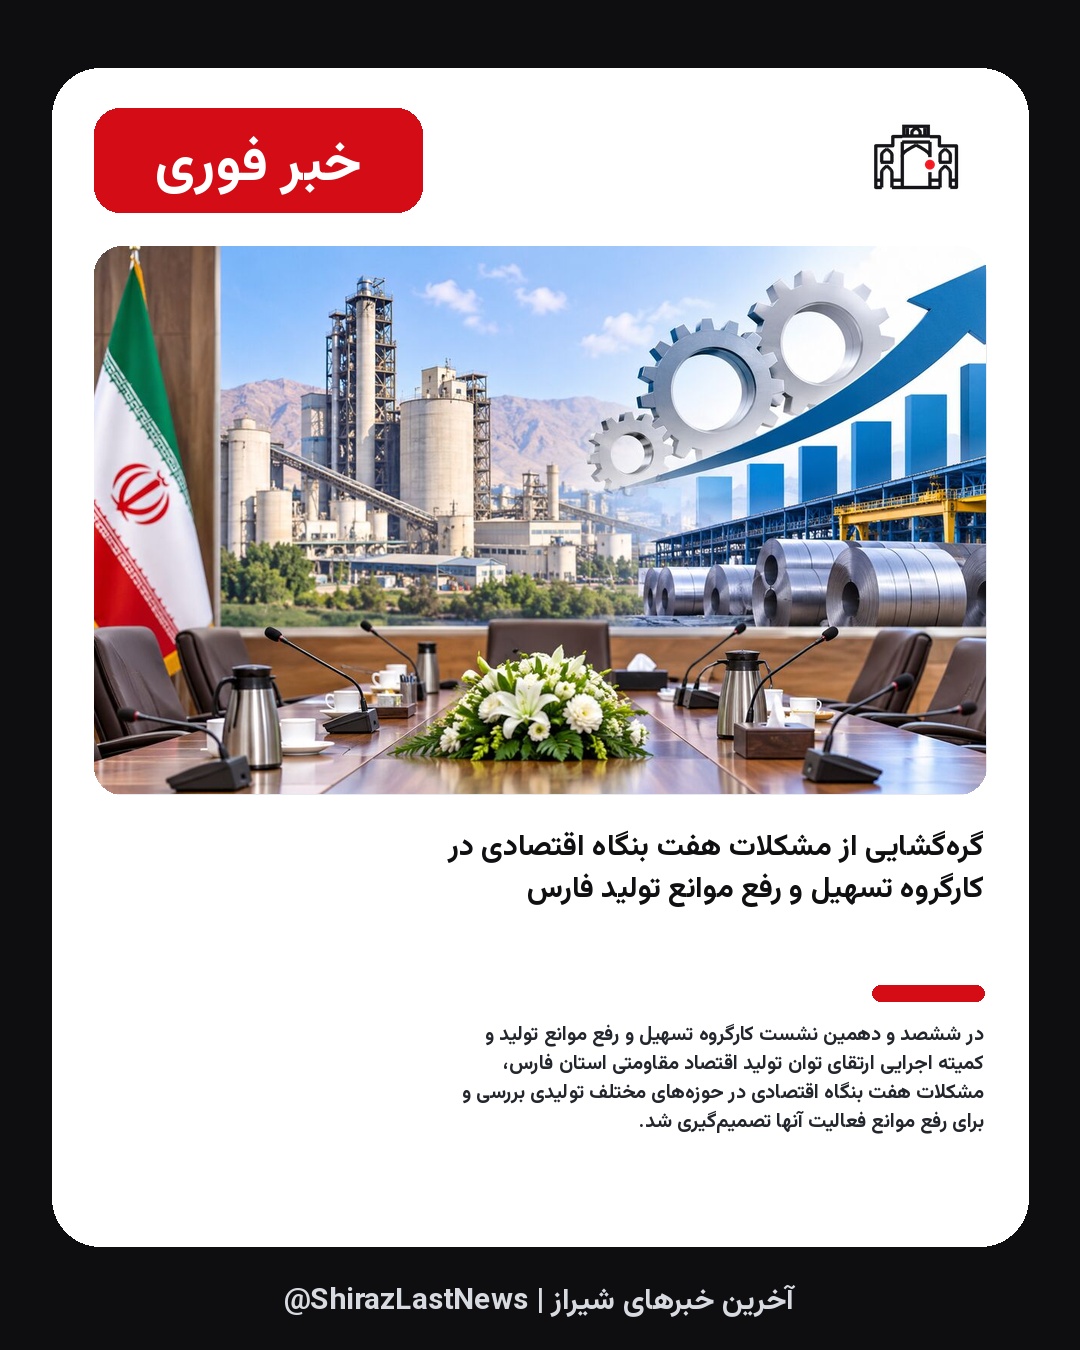 خبر فوری
گره‌گشایی از مشکلات هفت بنگاه اقتصادی در
کارگروه تسهیل و رفع موانع تولید فارس
در ششصد و دهمین نشست کارگروه تسهیل و رفع موانع تولید و
کمیته اجرایی ارتقای توان تولید اقتصاد مقاومتی استان فارس،
مشکلات هفت بنگاه اقتصادی در حوزه‌های مختلف تولیدی بررسی و
برای رفع موانع فعالیت آنها تصمیم‌گیری شد.
آخرین خبرهای شیراز | @ShirazLastNews